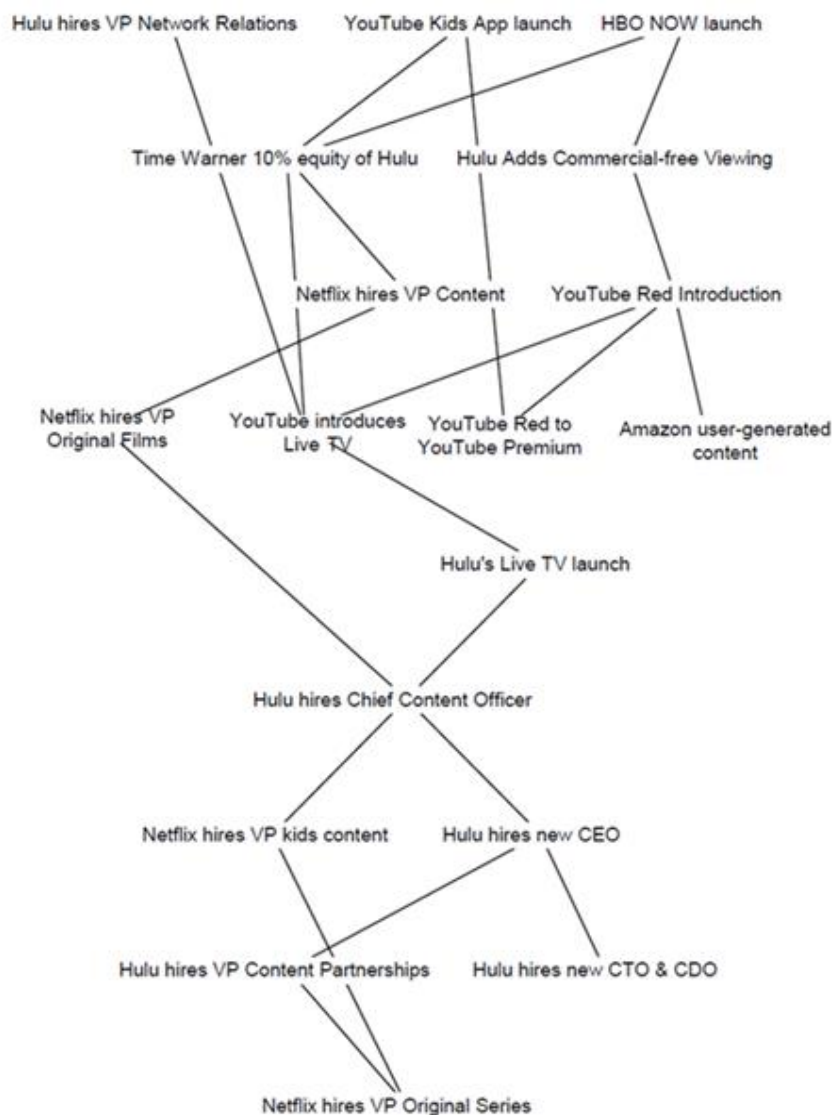 Hulu hires VP Network Relations
YouTube Kids App launch
HBO NOW launch
Time Warner 10% equity of Hulu
Hulu Adds Commercial-free Viewing
Netflix hires VP Content
YouTube Red Introduction
Netflix hires VP
Original Films
YouTube introduces
Live TV
YouTube Red to
YouTube Premium
Amazon user-generated
content
Hulu's Live TV launch
Hulu hires Chief Content Officer
Netflix hires VP kids content
Hulu hires new CEO
Hulu hires VP Content Partnerships
Hulu hires new CTO & CDO
Netflix hires VP Original Series